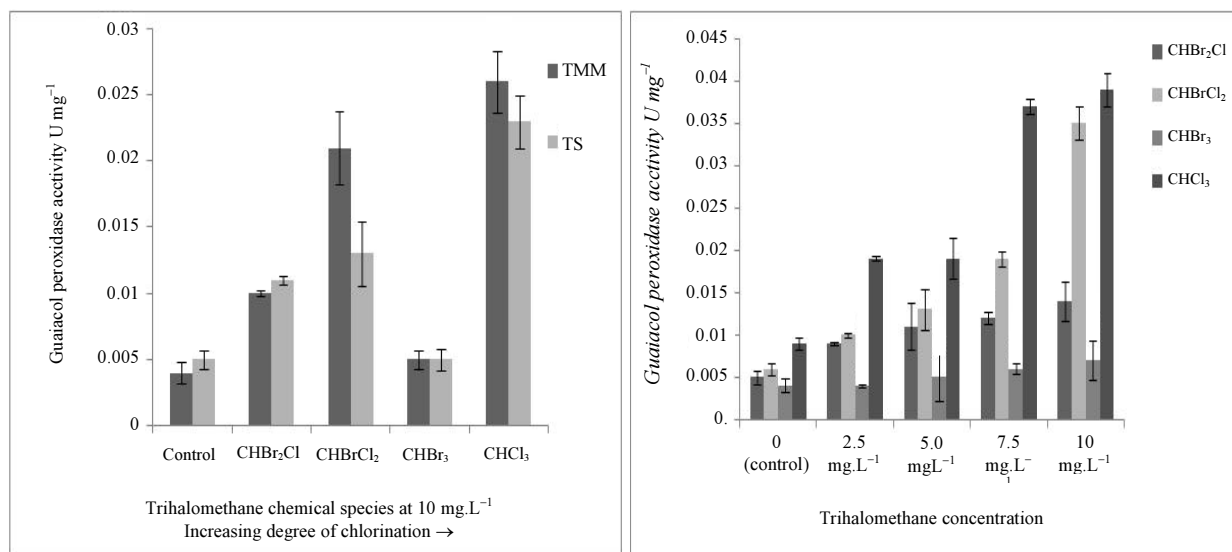 Guaiacol peroxidase acctivity U mg⁻¹
0.03
0.025
0.02
0.015
0.01
0.005
0
TMM
TS
Control
CHBr₂Cl
CHBrCl₂
CHBr₃
CHCl₃
Trihalomethane chemical species at 10 mg.L⁻¹
Increasing degree of chlorination →
Guaiacol peroxidase acctivity U mg⁻¹
0.045
0.04
0.035
0.03
0.025
0.02
0.015
0.01
0.005
0.
CHBr₂Cl
CHBrCl₂
CHBr₃
CHCl₃
0
(control)
2.5
mg.L⁻¹
5.0
mgL⁻¹
7.5
mg.L⁻
¹
10
mg.L⁻¹
Trihalomethane concentration